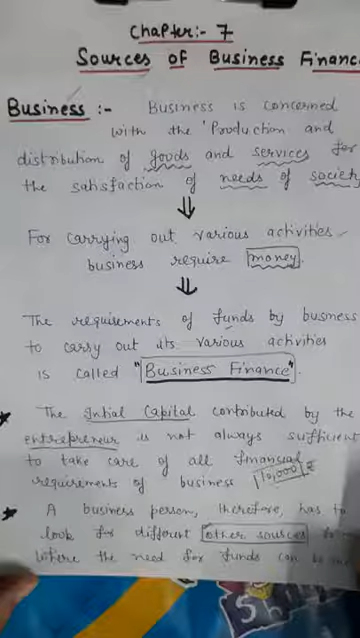 Chapter:- 7
Sources of Business Financ
Business :- Business is concerned
with the 'Production and
distribution of goods and services for
the satisfaction of needs of society
⇓
For carrying out various activities
business require money.
⇓
The requirements of funds by business
to carry out its various activities
is called "Business Finance".
★ The Initial Capital contributed by the
entrepreneur is not always sufficient
to take care of all financial
requirements of business 10,000 ₹
★ A business person, therefore, has to
look for different other sources
where the need for funds can be